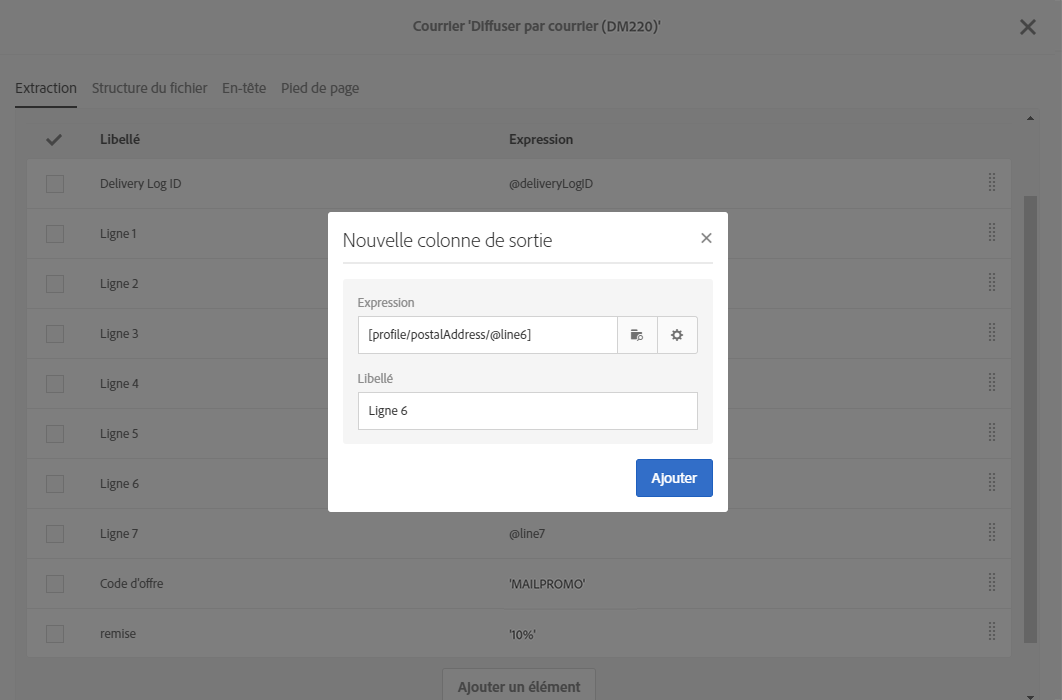 Courrier 'Diffuser par courrier (DM220)'
Extraction Structure du fichier En-tête Pied de page
Libellé Expression
Delivery Log ID @deliveryLogID
Ligne 1
Ligne 2
Ligne 3
Ligne 4
Ligne 5
Ligne 6
Ligne 7 @line7
Code d'offre 'MAILPROMO'
remise '10%'
Ajouter un élément
Nouvelle colonne de sortie
Expression
[profile/postalAddress/@line6]
Libellé
Ligne 6
Ajouter